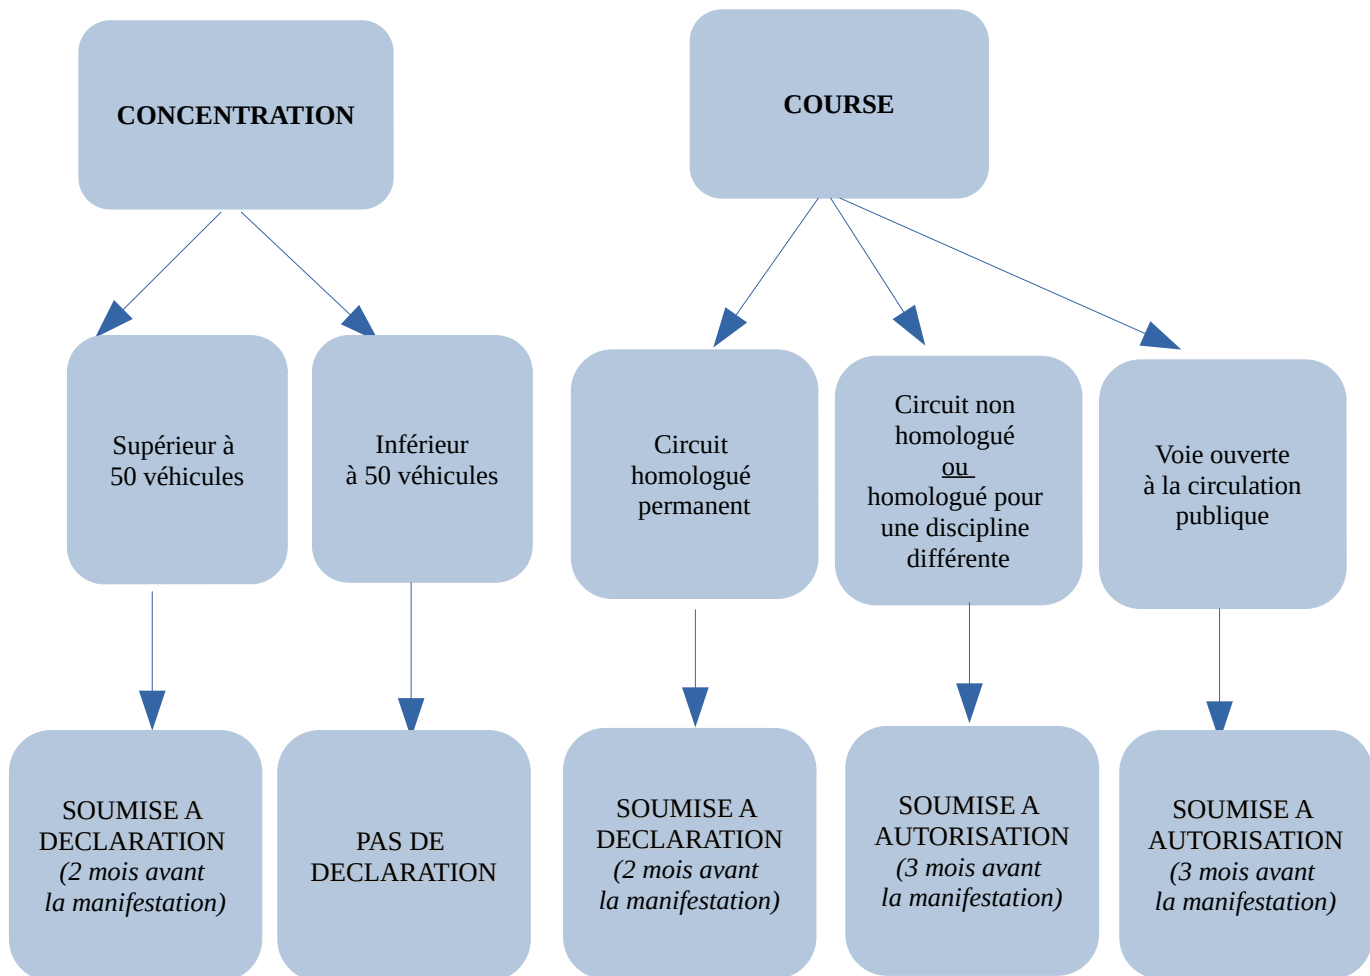 CONCENTRATION
COURSE
Supérieur à
50 véhicules
Inférieur
à 50 véhicules
Circuit
homologué
permanent
Circuit non
homologué
ou
homologué pour
une discipline
différente
Voie ouverte
à la circulation
publique
SOUMISE A
DECLARATION
(2 mois avant
la manifestation)
PAS DE
DECLARATION
SOUMISE A
DECLARATION
(2 mois avant
la manifestation)
SOUMISE A
AUTORISATION
(3 mois avant
la manifestation)
SOUMISE A
AUTORISATION
(3 mois avant
la manifestation)